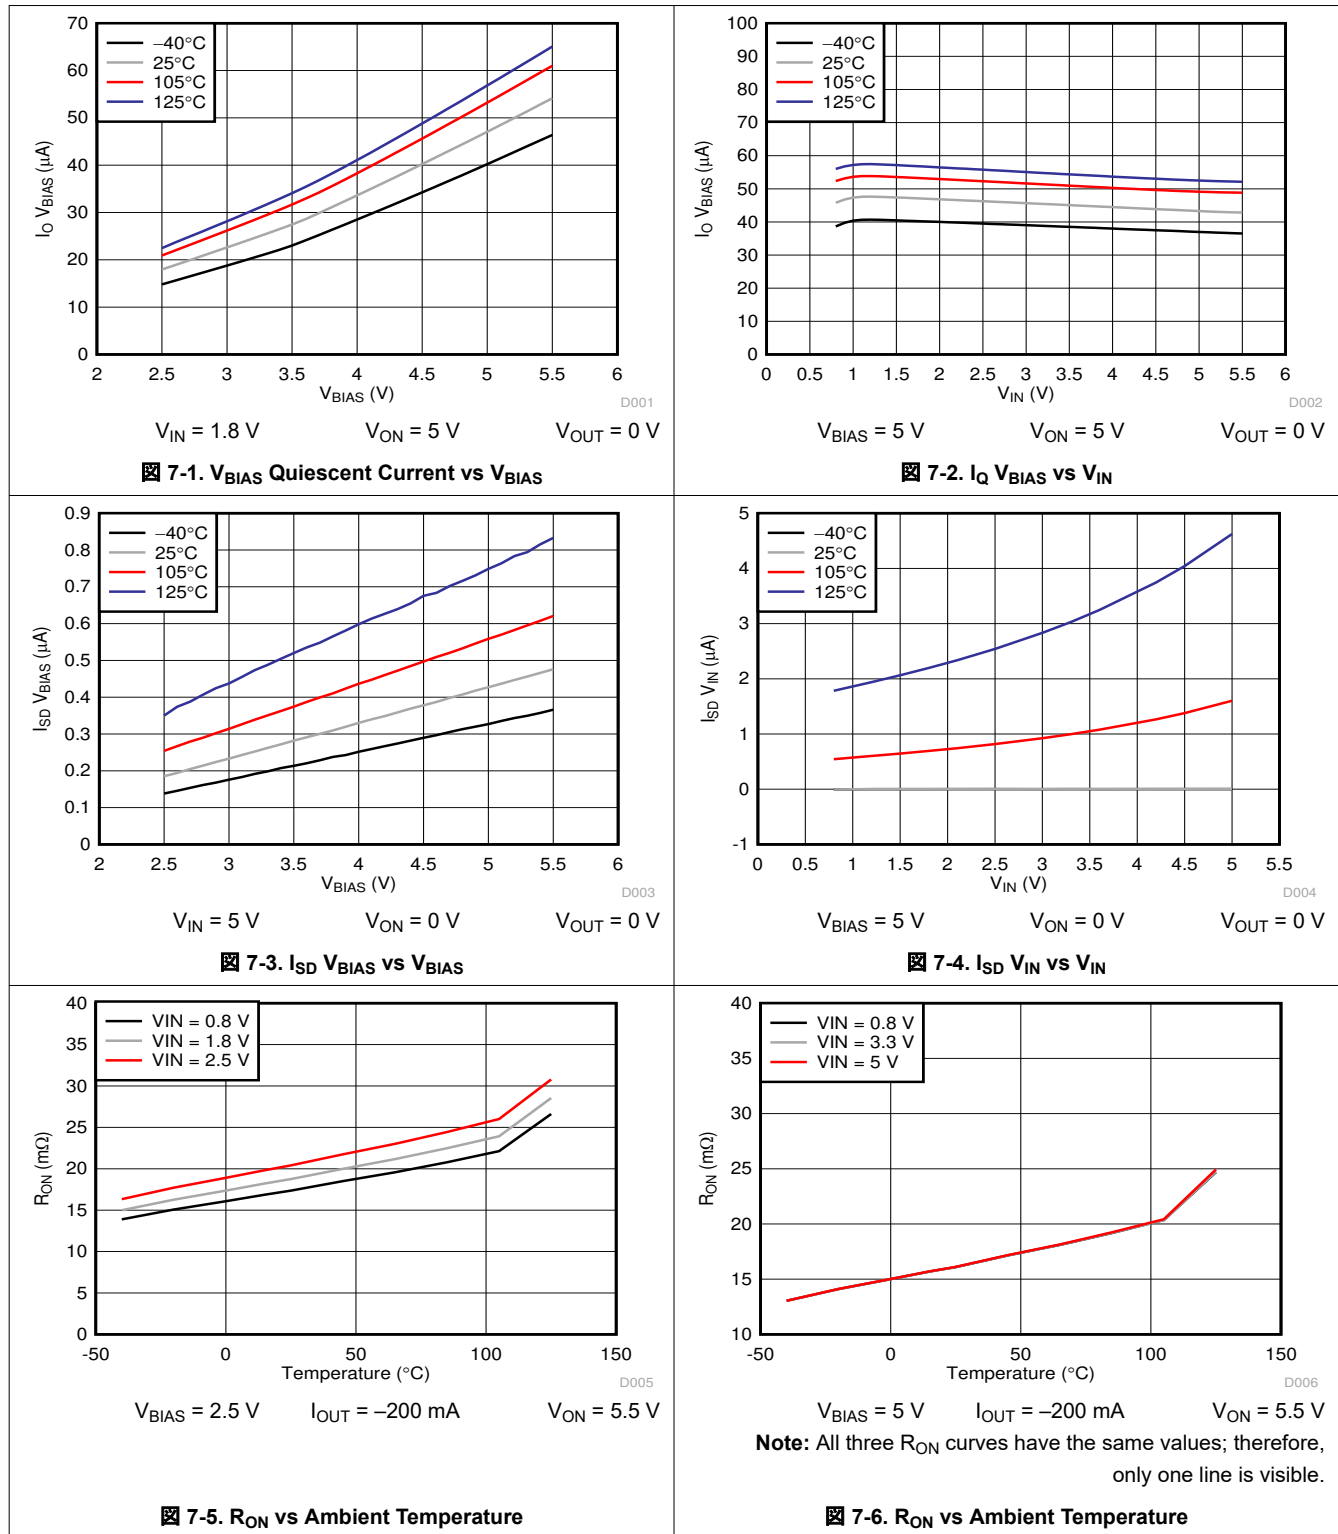 70
60
50
40
30
20
10
0
2 2.5 3 3.5 4 4.5 5 5.5 6
–40°C
25°C
105°C
125°C
IO VBIAS (µA)
VBIAS (V)
D001
VIN = 1.8 V VON = 5 V VOUT = 0 V
図 7-1. VBIAS Quiescent Current vs VBIAS
100
90
80
70
60
50
40
30
20
10
0
0 0.5 1 1.5 2 2.5 3 3.5 4 4.5 5 5.5 6
–40°C
25°C
105°C
125°C
IO VBIAS (µA)
VIN (V)
D002
VBIAS = 5 V VON = 5 V VOUT = 0 V
図 7-2. IQ VBIAS vs VIN
0.9
0.8
0.7
0.6
0.5
0.4
0.3
0.2
0.1
0
2 2.5 3 3.5 4 4.5 5 5.5 6
–40°C
25°C
105°C
125°C
ISD VBIAS (µA)
VBIAS (V)
D003
VIN = 5 V VON = 0 V VOUT = 0 V
図 7-3. ISD VBIAS vs VBIAS
5
4
3
2
1
0
-1
0 0.5 1 1.5 2 2.5 3 3.5 4 4.5 5 5.5
–40°C
25°C
105°C
125°C
ISD VIN (µA)
VIN (V)
D004
VBIAS = 5 V VON = 0 V VOUT = 0 V
図 7-4. ISD VIN vs VIN
40
35
30
25
20
15
10
5
0
-50 0 50 100 150
VIN = 0.8 V
VIN = 1.8 V
VIN = 2.5 V
RON (mΩ)
Temperature (°C)
D005
VBIAS = 2.5 V IOUT = –200 mA VON = 5.5 V
図 7-5. RON vs Ambient Temperature
40
35
30
25
20
15
10
-50 0 50 100 150
VIN = 0.8 V
VIN = 3.3 V
VIN = 5 V
RON (mΩ)
Temperature (°C)
D006
VBIAS = 5 V IOUT = –200 mA VON = 5.5 V
Note: All three RON curves have the same values; therefore,
only one line is visible.
図 7-6. RON vs Ambient Temperature